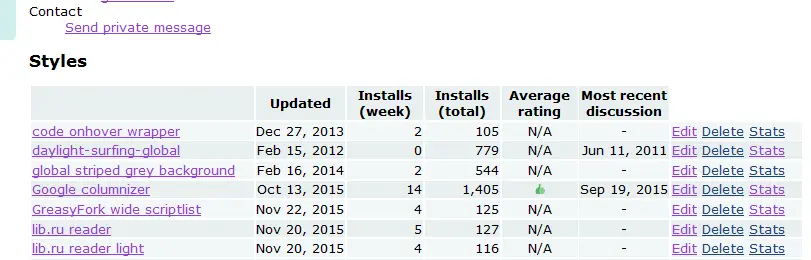 Contact
Send private message
Styles
Updated Installs (week) Installs (total) Average rating Most recent discussion
code onhover wrapper Dec 27, 2013 2 105 N/A - Edit Delete Stats
daylight-surfing-global Feb 15, 2012 0 779 N/A Jun 11, 2011 Edit Delete Stats
global striped grey background Feb 16, 2014 2 544 N/A - Edit Delete Stats
Google columnizer Oct 13, 2015 14 1,405 Sep 19, 2015 Edit Delete Stats
GreasyFork wide scriptlist Nov 22, 2015 4 125 N/A - Edit Delete Stats
lib.ru reader Nov 20, 2015 5 127 N/A - Edit Delete Stats
lib.ru reader light Nov 20, 2015 4 116 N/A - Edit Delete Stats